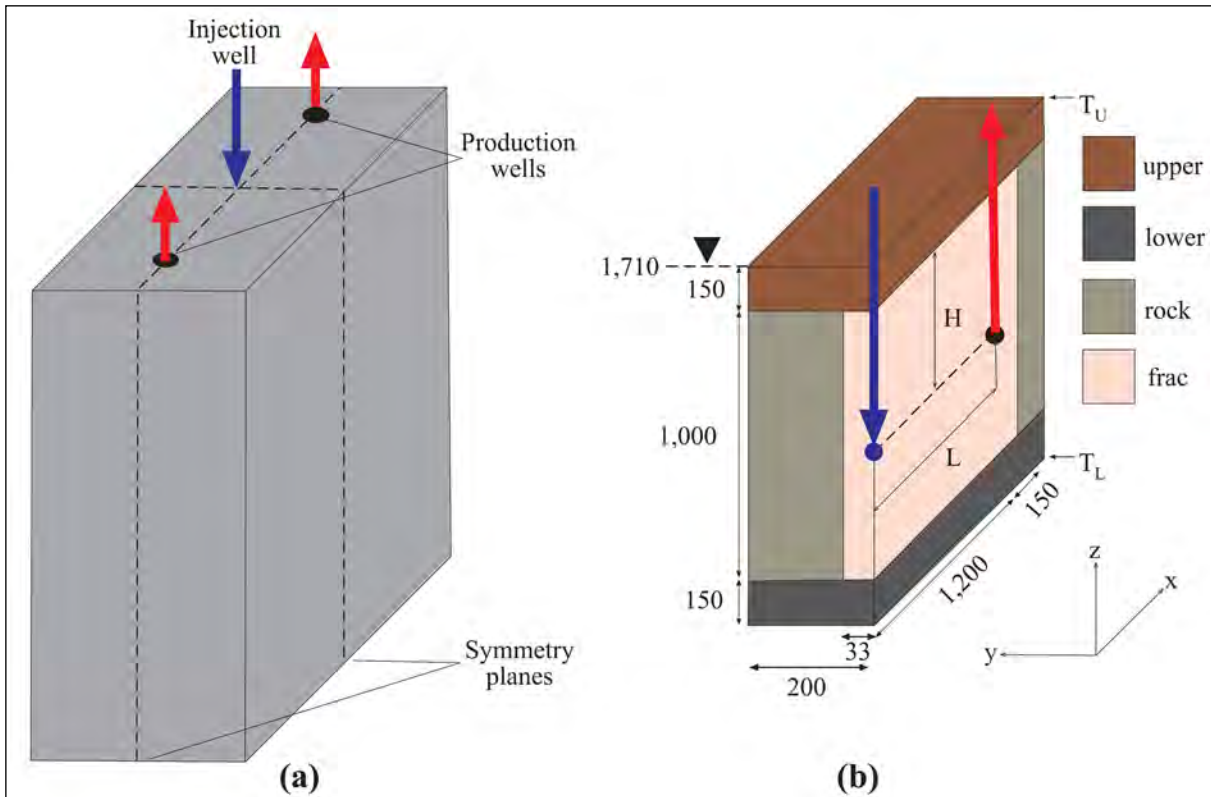 Injection
well
Production
wells
Symmetry
planes
(a)
T_U
upper
lower
rock
frac
1,710
150
H
1,000
L
T_L
150
1,200
150
33
200
z
x
y
(b)